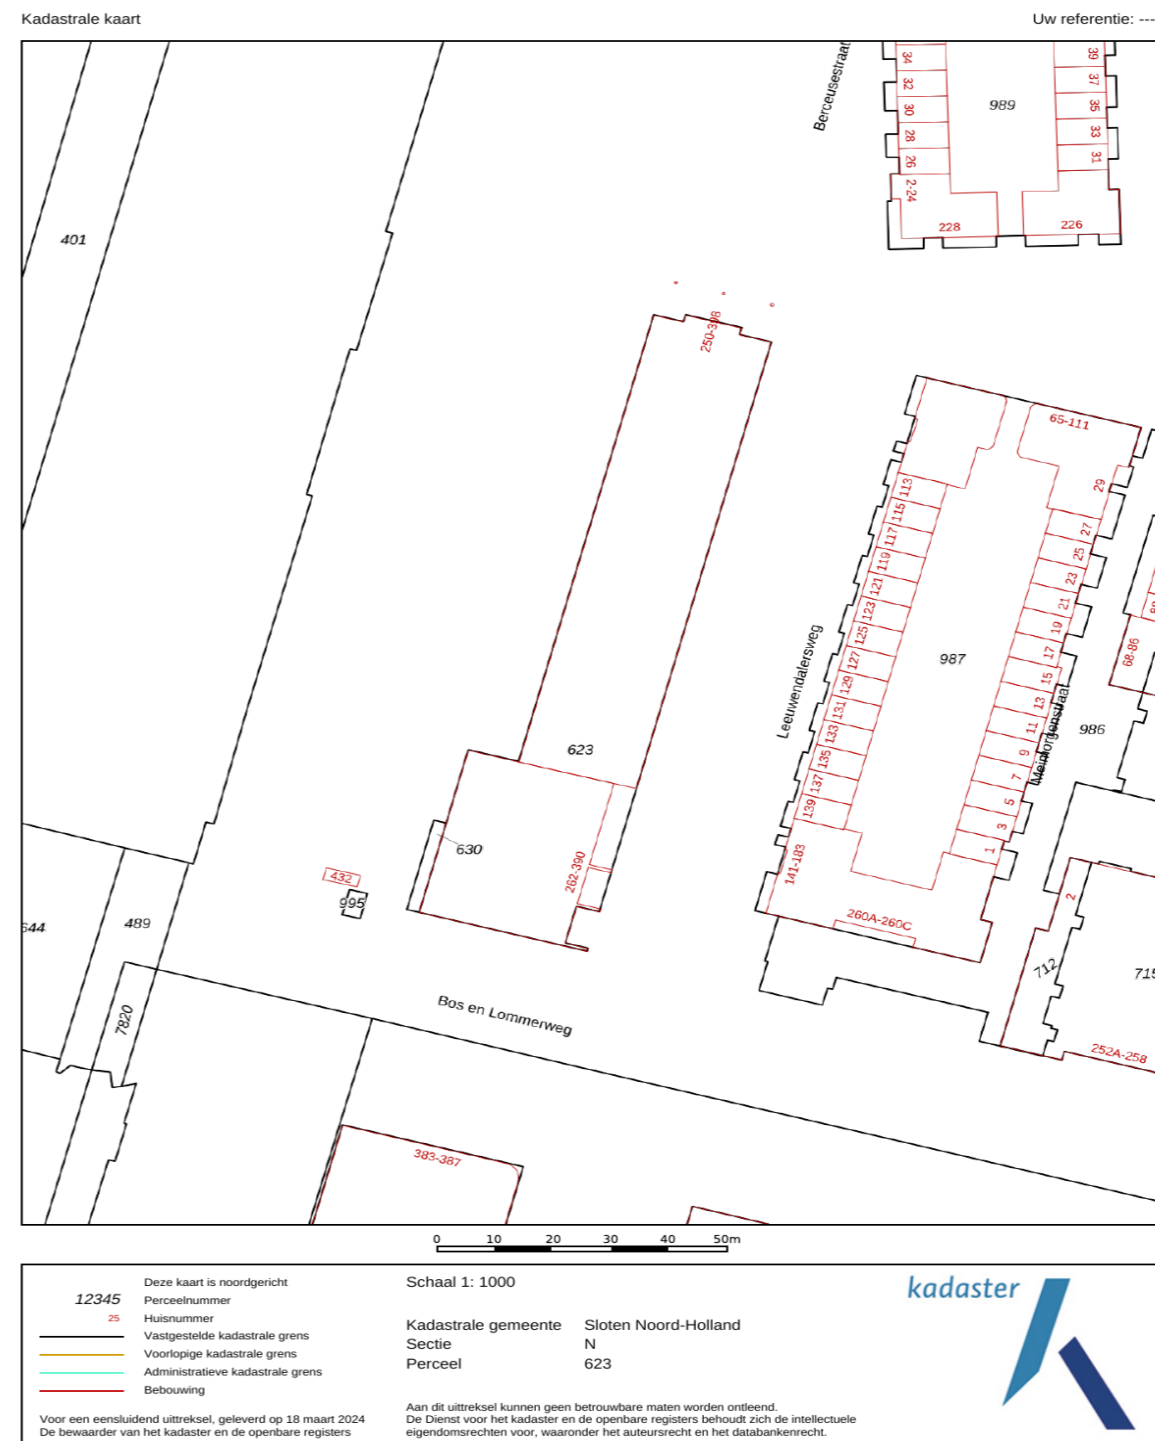 Kadastrale kaart
Uw referentie: ---
Berceusestraat
34
32
30
28
26
2-24
228
39
37
35
33
31
226
989
401
250-308
65-111
29
27
25
23
21
19
17
15
13
11
9
7
5
3
1
113
115
117
119
121
123
125
127
129
131
133
135
137
139
141-183
987
Leeuwendalersweg
Meimorgenstraat
68-86
986
623
630
262-390
432
995
644
489
7820
260A-260C
2
712
715
252A-258
Bos en Lommerweg
383-387
0 10 20 30 40 50m
Deze kaart is noordgericht
12345 Perceelnummer
25 Huisnummer
Vastgestelde kadastrale grens
Voorlopige kadastrale grens
Administratieve kadastrale grens
Bebouwing
Voor een eensluidend uittreksel, geleverd op 18 maart 2024
De bewaarder van het kadaster en de openbare registers
Schaal 1: 1000
Kadastrale gemeente Sloten Noord-Holland
Sectie N
Perceel 623
Aan dit uittreksel kunnen geen betrouwbare maten worden ontleend.
De Dienst voor het kadaster en de openbare registers behoudt zich de intellectuele
eigendomsrechten voor, waaronder het auteursrecht en het databankenrecht.
kadaster